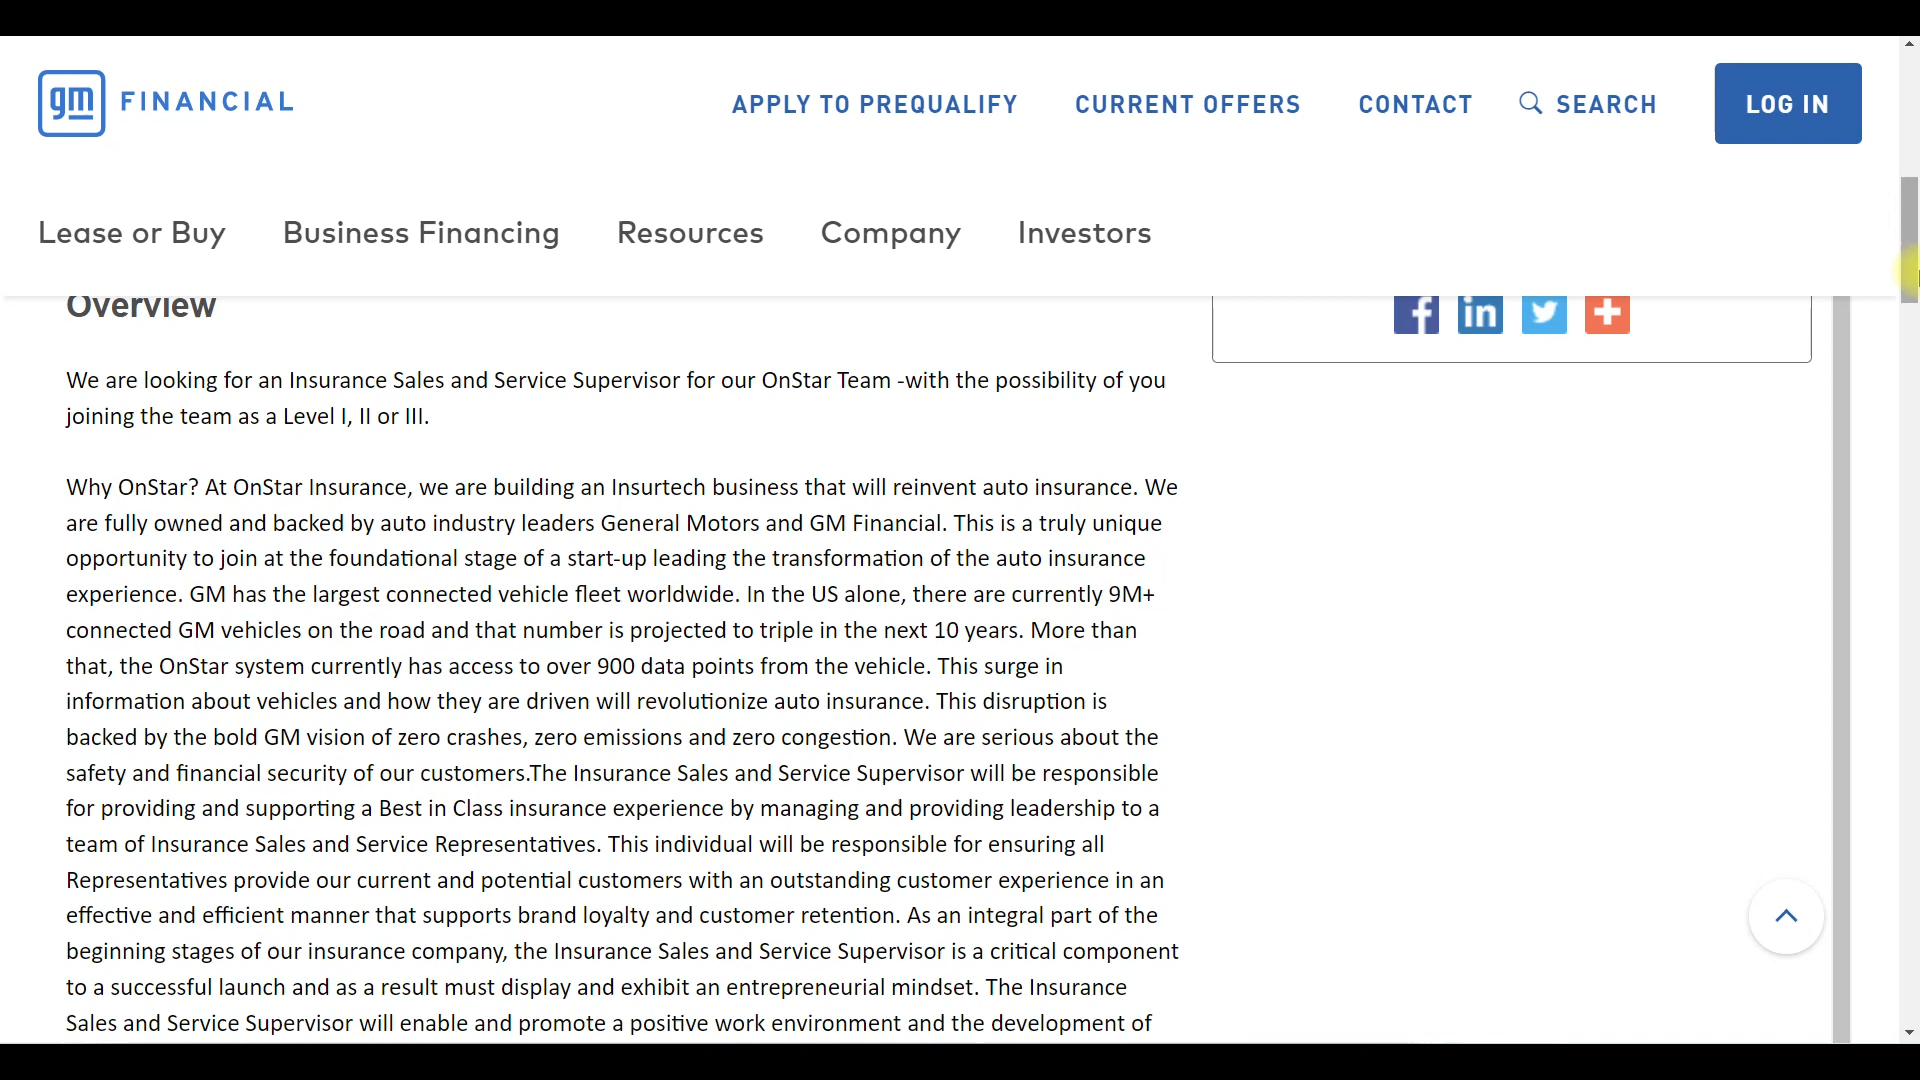 gm FINANCIAL
APPLY TO PREQUALIFY
CURRENT OFFERS
CONTACT
SEARCH
LOG IN
Lease or Buy
Business Financing
Resources
Company
Investors
Overview
We are looking for an Insurance Sales and Service Supervisor for our OnStar Team -with the possibility of you
joining the team as a Level I, II or III.
Why OnStar? At OnStar Insurance, we are building an Insurtech business that will reinvent auto insurance. We
are fully owned and backed by auto industry leaders General Motors and GM Financial. This is a truly unique
opportunity to join at the foundational stage of a start-up leading the transformation of the auto insurance
experience. GM has the largest connected vehicle fleet worldwide. In the US alone, there are currently 9M+
connected GM vehicles on the road and that number is projected to triple in the next 10 years. More than
that, the OnStar system currently has access to over 900 data points from the vehicle. This surge in
information about vehicles and how they are driven will revolutionize auto insurance. This disruption is
backed by the bold GM vision of zero crashes, zero emissions and zero congestion. We are serious about the
safety and financial security of our customers.The Insurance Sales and Service Supervisor will be responsible
for providing and supporting a Best in Class insurance experience by managing and providing leadership to a
team of Insurance Sales and Service Representatives. This individual will be responsible for ensuring all
Representatives provide our current and potential customers with an outstanding customer experience in an
effective and efficient manner that supports brand loyalty and customer retention. As an integral part of the
beginning stages of our insurance company, the Insurance Sales and Service Supervisor is a critical component
to a successful launch and as a result must display and exhibit an entrepreneurial mindset. The Insurance
Sales and Service Supervisor will enable and promote a positive work environment and the development of